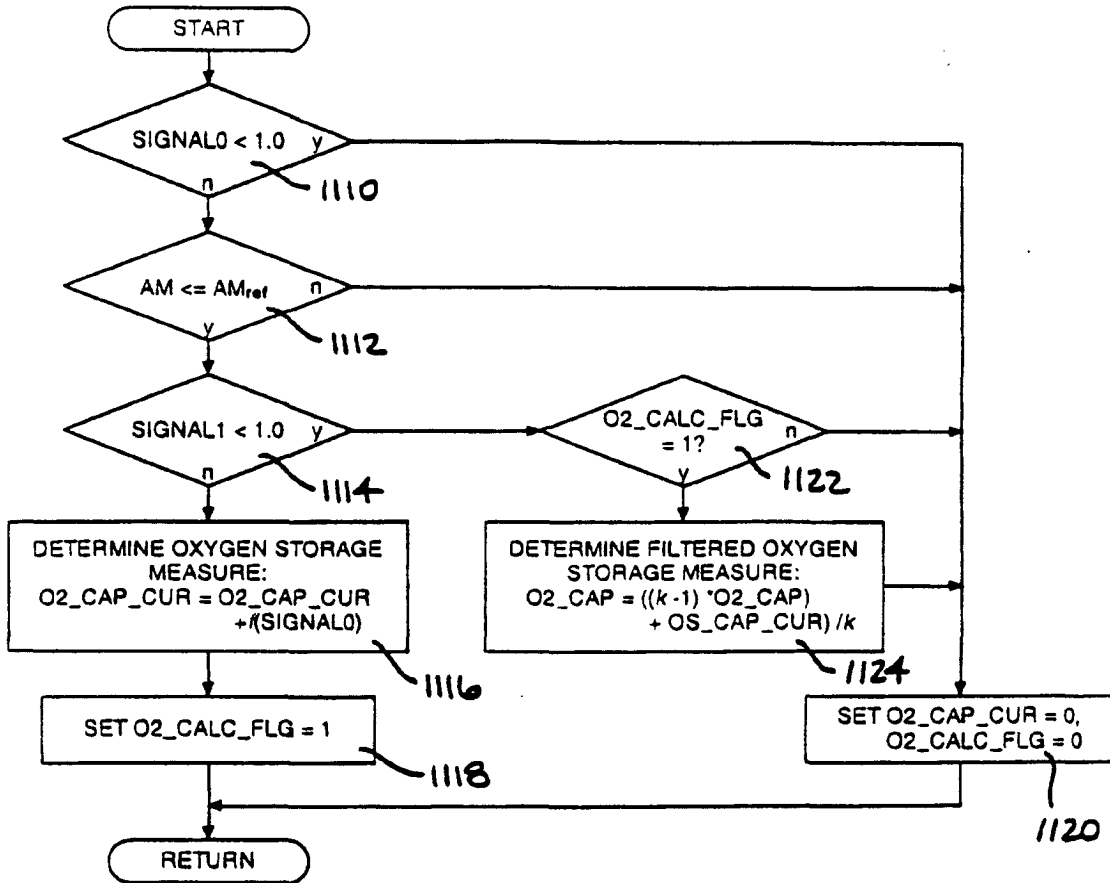 START
SIGNAL0 < 1.0
y
n
1110
AM <= AMref
n
y
1112
SIGNAL1 < 1.0
y
n
1114
O2_CALC_FLG
= 1?
n
y
1122
DETERMINE OXYGEN STORAGE
MEASURE:
O2_CAP_CUR = O2_CAP_CUR
+f(SIGNAL0)
1116
DETERMINE FILTERED OXYGEN
STORAGE MEASURE:
O2_CAP = ((k -1) *O2_CAP)
+ OS_CAP_CUR) /k
1124
SET O2_CALC_FLG = 1
1118
SET O2_CAP_CUR = 0,
O2_CALC_FLG = 0
1120
RETURN